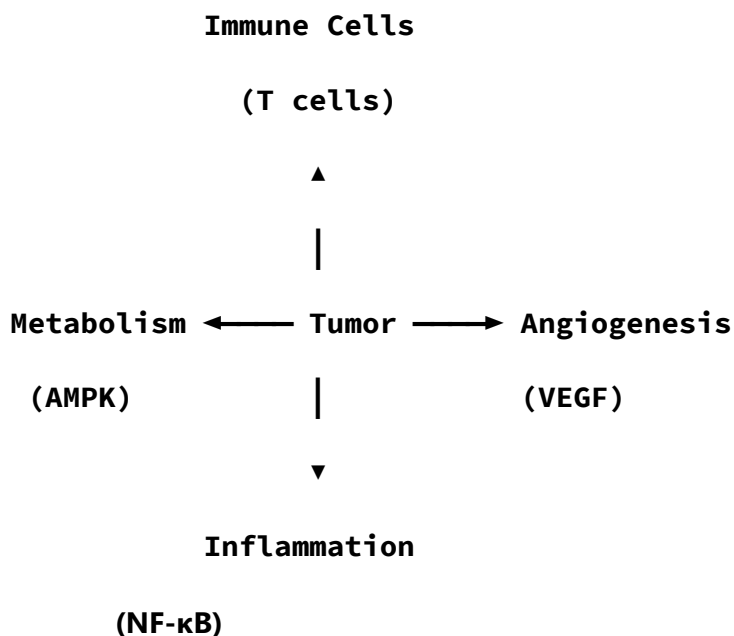 Immune Cells
(T cells)
▲
│
Metabolism ◄─── Tumor ───► Angiogenesis
(AMPK) │ (VEGF)
▼
Inflammation
(NF-κB)